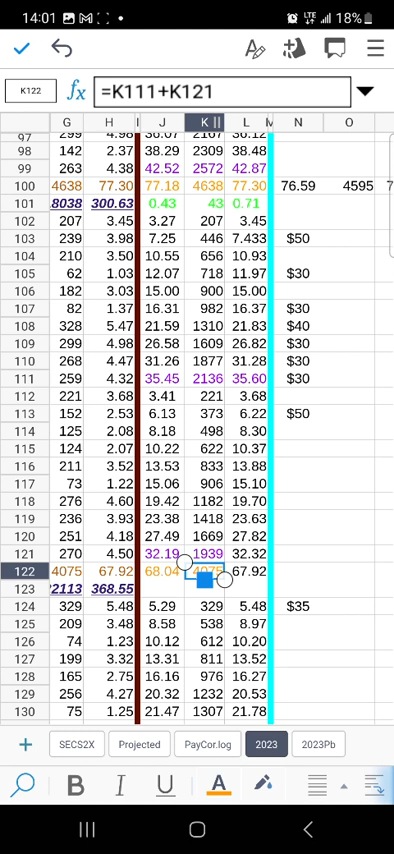 14:01 LTE 18%
K122 fx =K111+K121
G H I J K L M N O
97 299 4.98 36.07 2167 36.12
98 142 2.37 38.29 2309 38.48
99 263 4.38 42.52 2572 42.87
100 4638 77.30 77.18 4638 77.30 76.59 4595 7
101 8038 300.63 0.43 43 0.71
102 207 3.45 3.27 207 3.45
103 239 3.98 7.25 446 7.433 $50
104 210 3.50 10.55 656 10.93
105 62 1.03 12.07 718 11.97 $30
106 182 3.03 15.00 900 15.00
107 82 1.37 16.31 982 16.37 $30
108 328 5.47 21.59 1310 21.83 $40
109 299 4.98 26.58 1609 26.82 $30
110 268 4.47 31.26 1877 31.28 $30
111 259 4.32 35.45 2136 35.60 $30
112 221 3.68 3.41 221 3.68
113 152 2.53 6.13 373 6.22 $50
114 125 2.08 8.18 498 8.30
115 124 2.07 10.22 622 10.37
116 211 3.52 13.53 833 13.88
117 73 1.22 15.06 906 15.10
118 276 4.60 19.42 1182 19.70
119 236 3.93 23.38 1418 23.63
120 251 4.18 27.49 1669 27.82
121 270 4.50 32.19 1939 32.32
122 4075 67.92 68.04 4075 67.92
123 2113 368.55
124 329 5.48 5.29 329 5.48 $35
125 209 3.48 8.58 538 8.97
126 74 1.23 10.12 612 10.20
127 199 3.32 13.31 811 13.52
128 165 2.75 16.16 976 16.27
129 256 4.27 20.32 1232 20.53
130 75 1.25 21.47 1307 21.78
+ SECS2X Projected PayCor.log 2023 2023Pb
B I U A